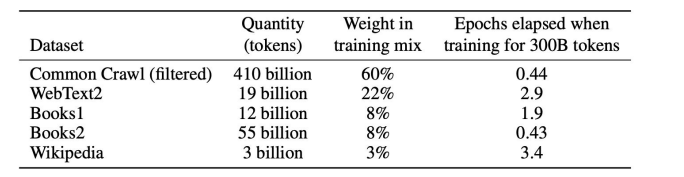 Quantity Weight in Epochs elapsed when
Dataset (tokens) training mix training for 300B tokens
Common Crawl (filtered) 410 billion 60% 0.44
WebText2 19 billion 22% 2.9
Books1 12 billion 8% 1.9
Books2 55 billion 8% 0.43
Wikipedia 3 billion 3% 3.4